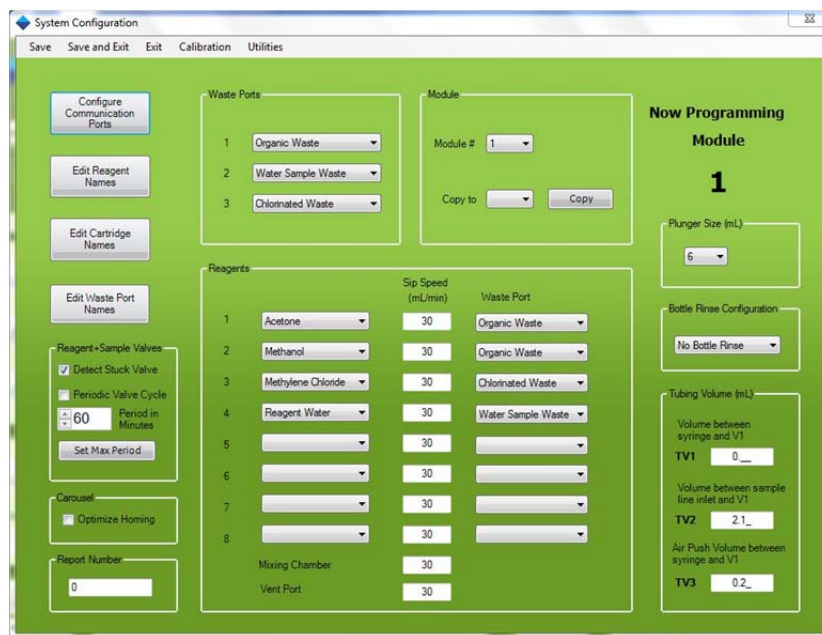 System Configuration
Save Save and Exit Exit Calibration Utilities
Configure
Communication
Ports
Edit Reagent
Names
Edit Cartridge
Names
Edit Waste Port
Names
Reagent+Sample Valves
Detect Stuck Valve
Periodic Valve Cycle
60 Period in
Minutes
Set Max Period
Carousel
Optimize Homing
Report Number
0
Waste Ports
1 Organic Waste
2 Water Sample Waste
3 Chlorinated Waste
Module
Module # 1
Copy to Copy
Reagents
Sip Speed
(mL/min) Waste Port
1 Acetone 30 Organic Waste
2 Methanol 30 Organic Waste
3 Methylene Chloride 30 Chlorinated Waste
4 Reagent Water 30 Water Sample Waste
5 30
6 30
7 30
8 30
Mixing Chamber 30
Vent Port 30
Now Programming
Module
1
Plunger Size (mL)
6
Bottle Rinse Configuration
No Bottle Rinse
Tubing Volume (mL)
Volume between
syringe and V1
TV1 0.__
Volume between sample
line inlet and V1
TV2 2.1_
Air Push Volume between
syringe and V1
TV3 0.2_